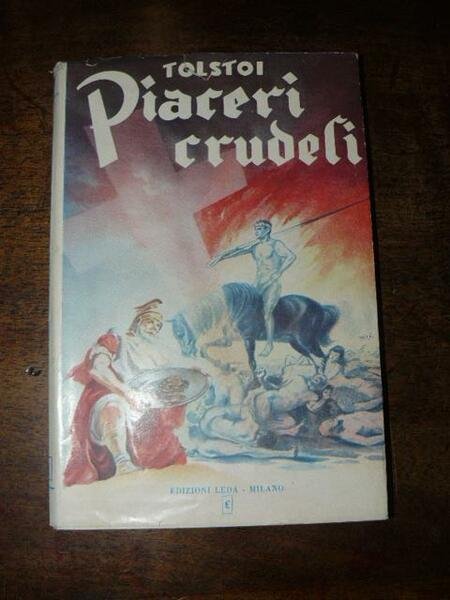 TOLSTOI
Piaceri
crudeli
EDIZIONI LEDA - MILANO